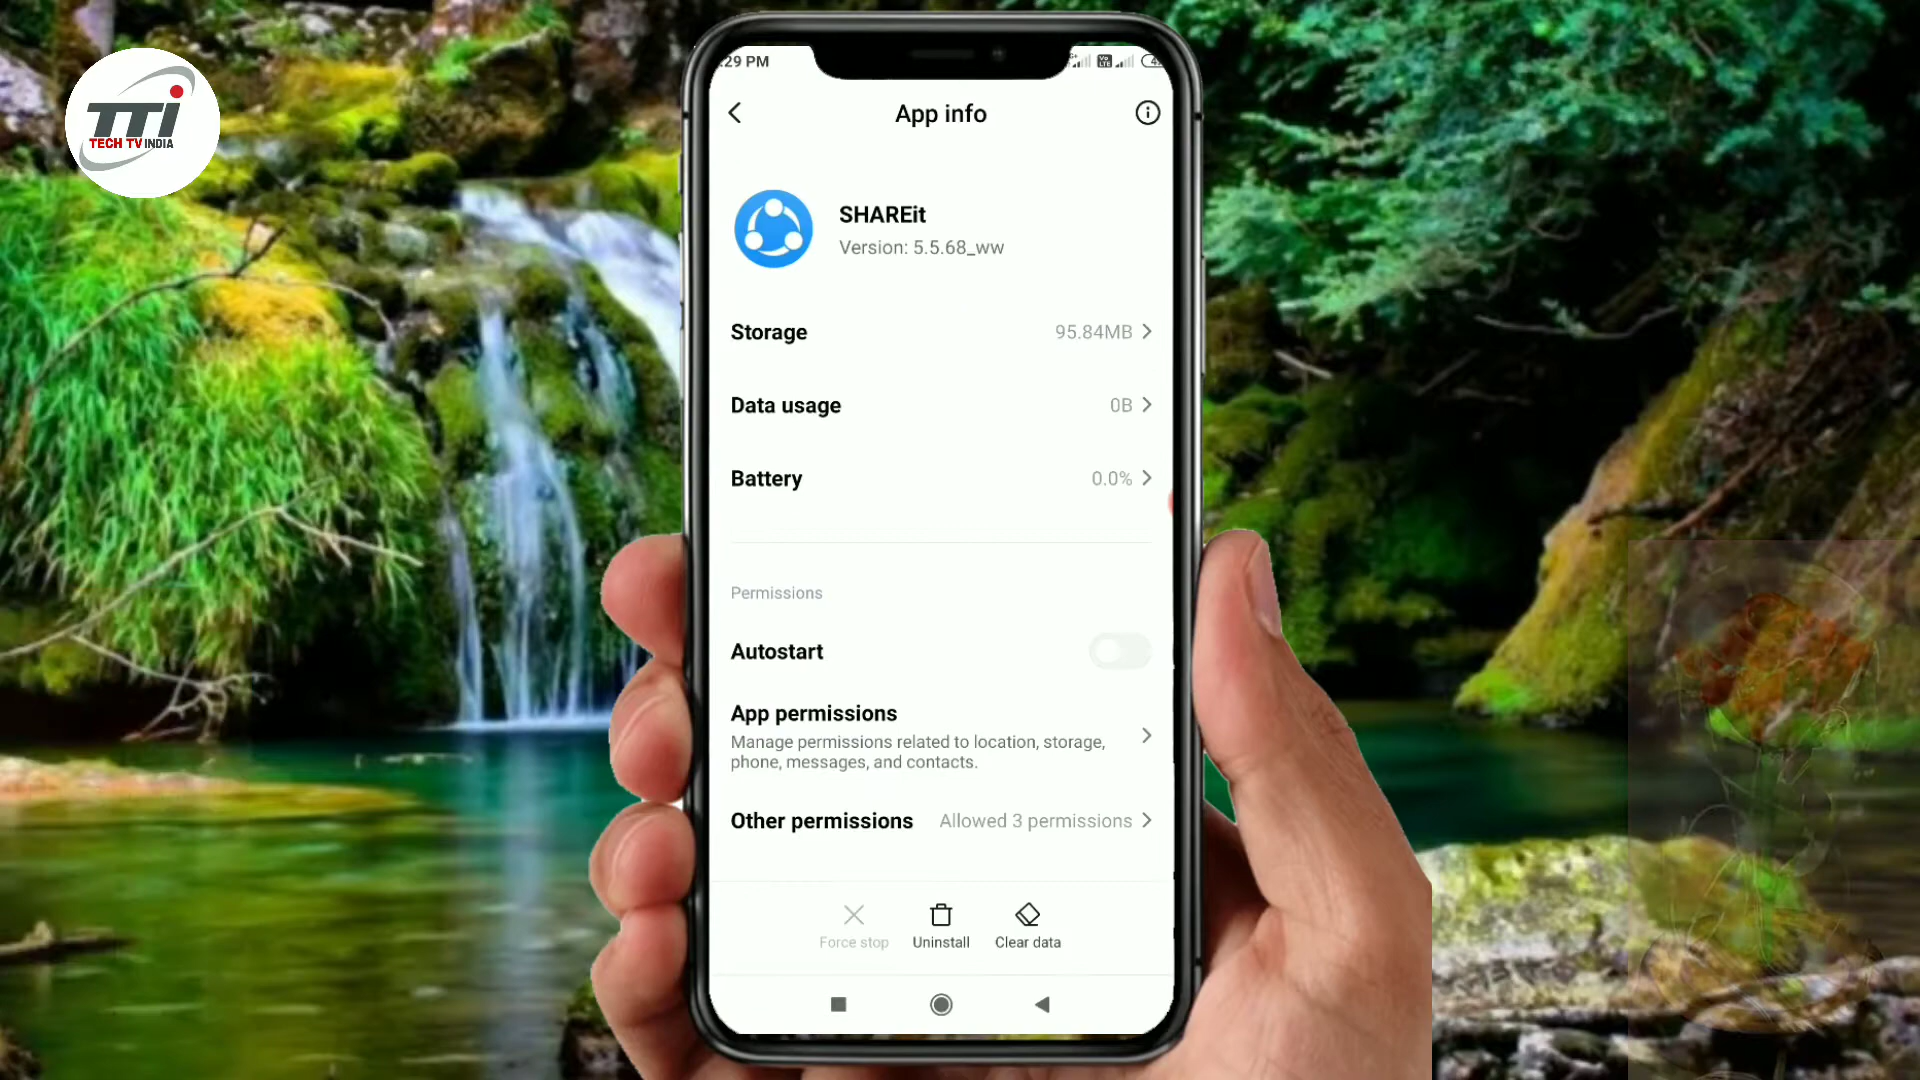 TTi
TECH TV INDIA
:29 PM
App info
SHAREit
Version: 5.5.68_ww
Storage
95.84MB
Data usage
0B
Battery
0.0%
Permissions
Autostart
App permissions
Manage permissions related to location, storage,
phone, messages, and contacts.
Other permissions
Allowed 3 permissions
Force stop
Uninstall
Clear data